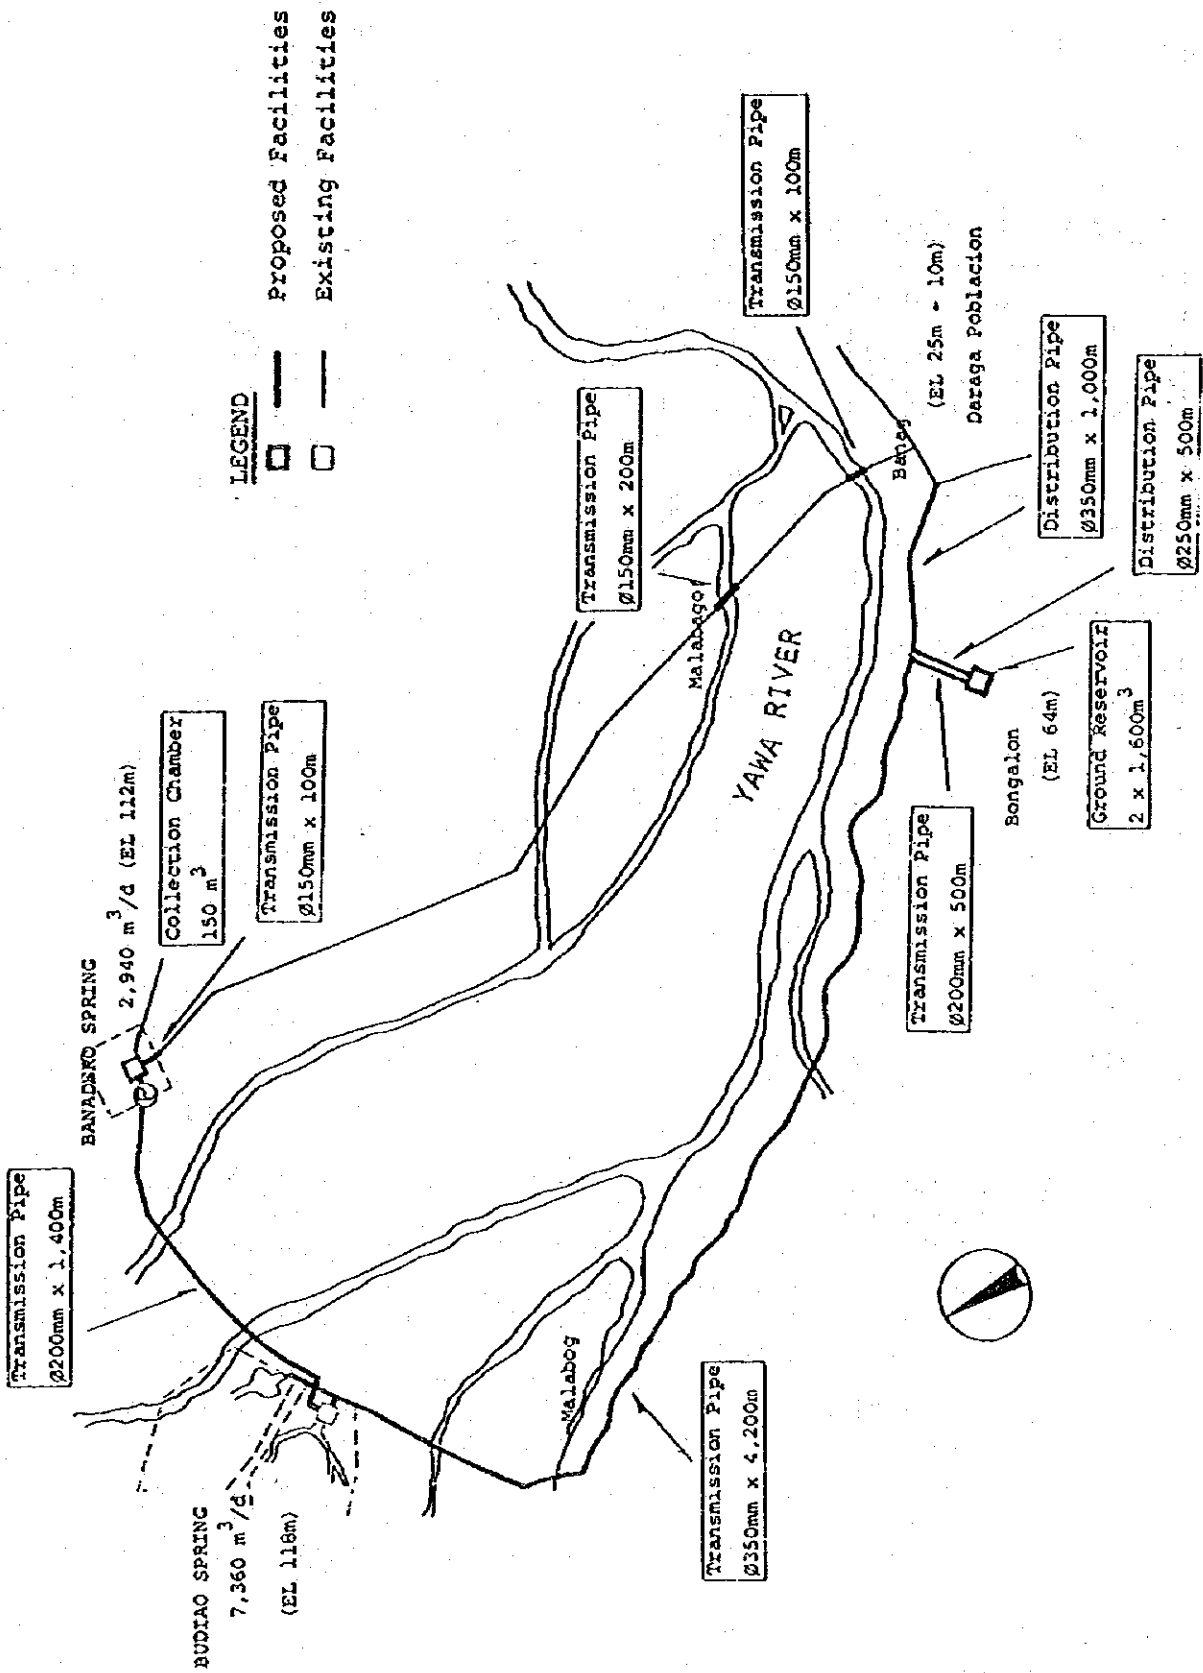 LEGEND
Proposed Facilities
Existing Facilities
BANADERO SPRING
2,940 m³/d (EL 112m)
Collection Chamber
150 m³
Transmission Pipe
Ø150mm x 100m
Transmission Pipe
Ø200mm x 1,400m
BUDIAO SPRING
7,360 m³/d
(EL 118m)
P
Transmission Pipe
Ø150mm x 200m
Malabago
Transmission Pipe
Ø150mm x 100m
Banag
(EL 25m - 10m)
Daraga Poblacion
YAWA RIVER
Malabog
Transmission Pipe
Ø350mm x 4,200m
Transmission Pipe
Ø200mm x 500m
Bongalon
(EL 64m)
Ground Reservoir
2 x 1,600m³
Distribution Pipe
Ø350mm x 1,000m
Distribution Pipe
Ø250mm x 500m